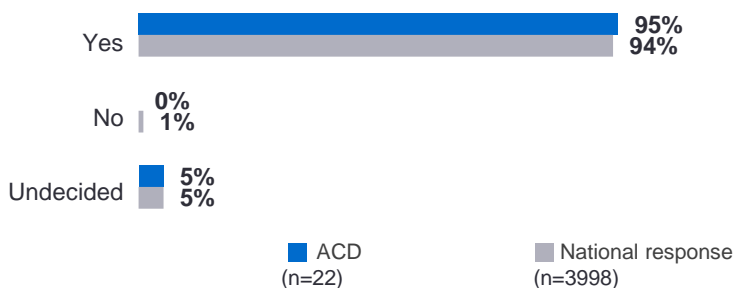 Yes 95%
94%
No 0%
1%
Undecided 5%
5%
ACD National response
(n=22) (n=3998)